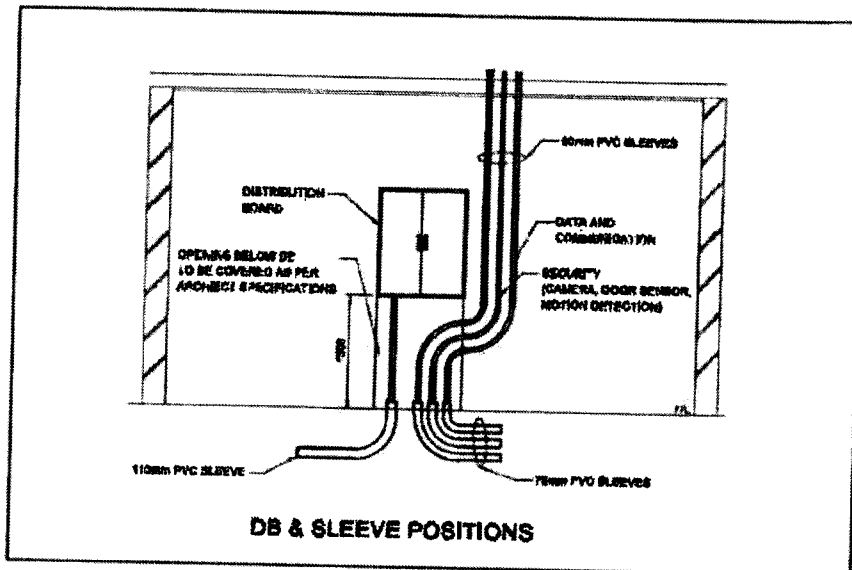 PVC SLEEVES
DISTRIBUTION
BOARD
DATA AND
COMMUNICATION
OPENING BELOW DB
TO BE COVERED AS PER
ARCHITECT SPECIFICATIONS
SECURITY
(CAMERA, DOOR SENSOR,
MOTION DETECTION)
110mm PVC SLEEVE
75mm PVC SLEEVES
DB & SLEEVE POSITIONS